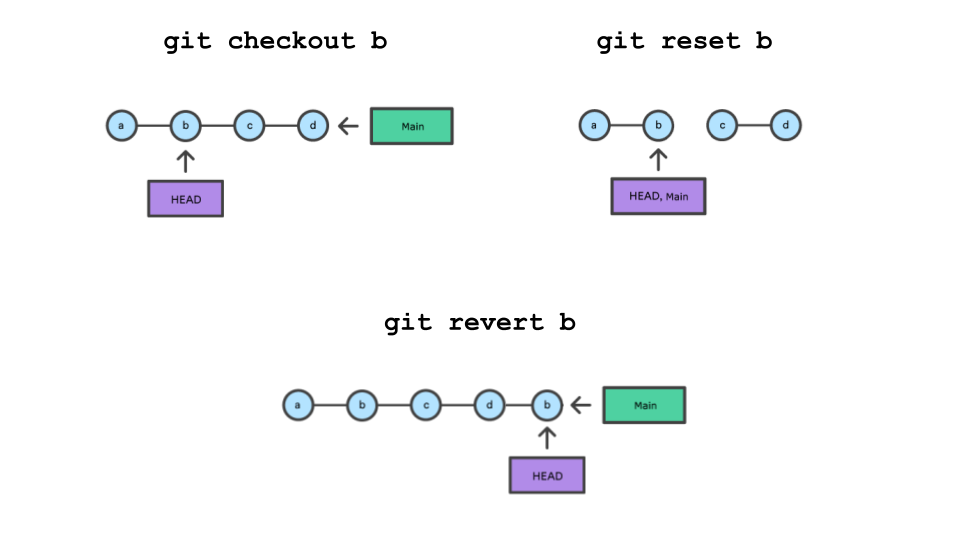 git checkout b
git reset b
a b c d Main
a b c d
HEAD
HEAD, Main
git revert b
a b c d b Main
HEAD